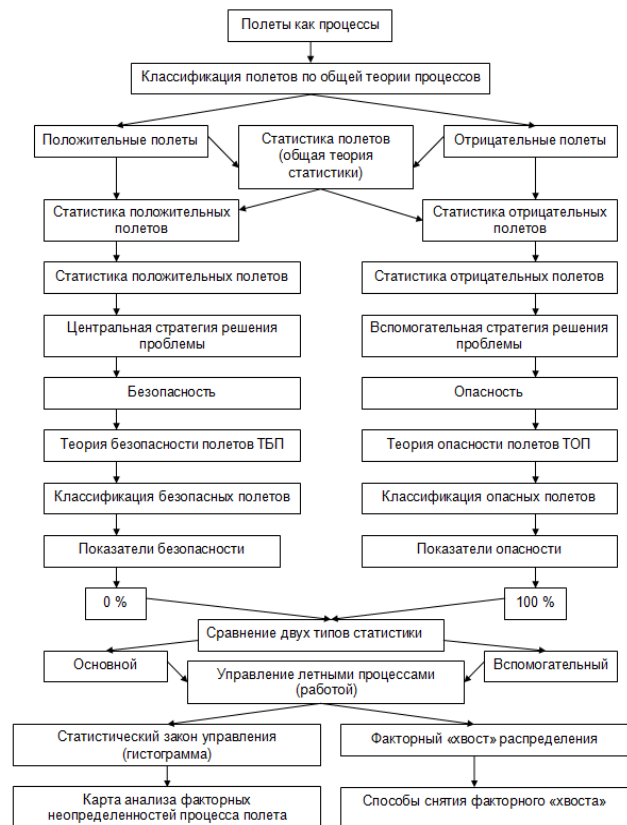 Полеты как процессы
Классификация полетов по общей теории процессов
Положительные полеты
Статистика полетов
(общая теория
статистики)
Отрицательные полеты
Статистика положительных
полетов
Статистика отрицательных
полетов
Статистика положительных полетов
Статистика отрицательных полетов
Центральная стратегия решения
проблемы
Вспомогательная стратегия решения
проблемы
Безопасность
Опасность
Теория безопасности полетов ТБП
Теория опасности полетов ТОП
Классификация безопасных полетов
Классификация опасных полетов
Показатели безопасности
Показатели опасности
0 %
100 %
Сравнение двух типов статистики
Основной
Управление летными процессами
(работой)
Вспомогательный
Статистический закон управления
(гистограмма)
Факторный «хвост» распределения
Карта анализа факторных
неопределенностей процесса полета
Способы снятия факторного «хвоста»